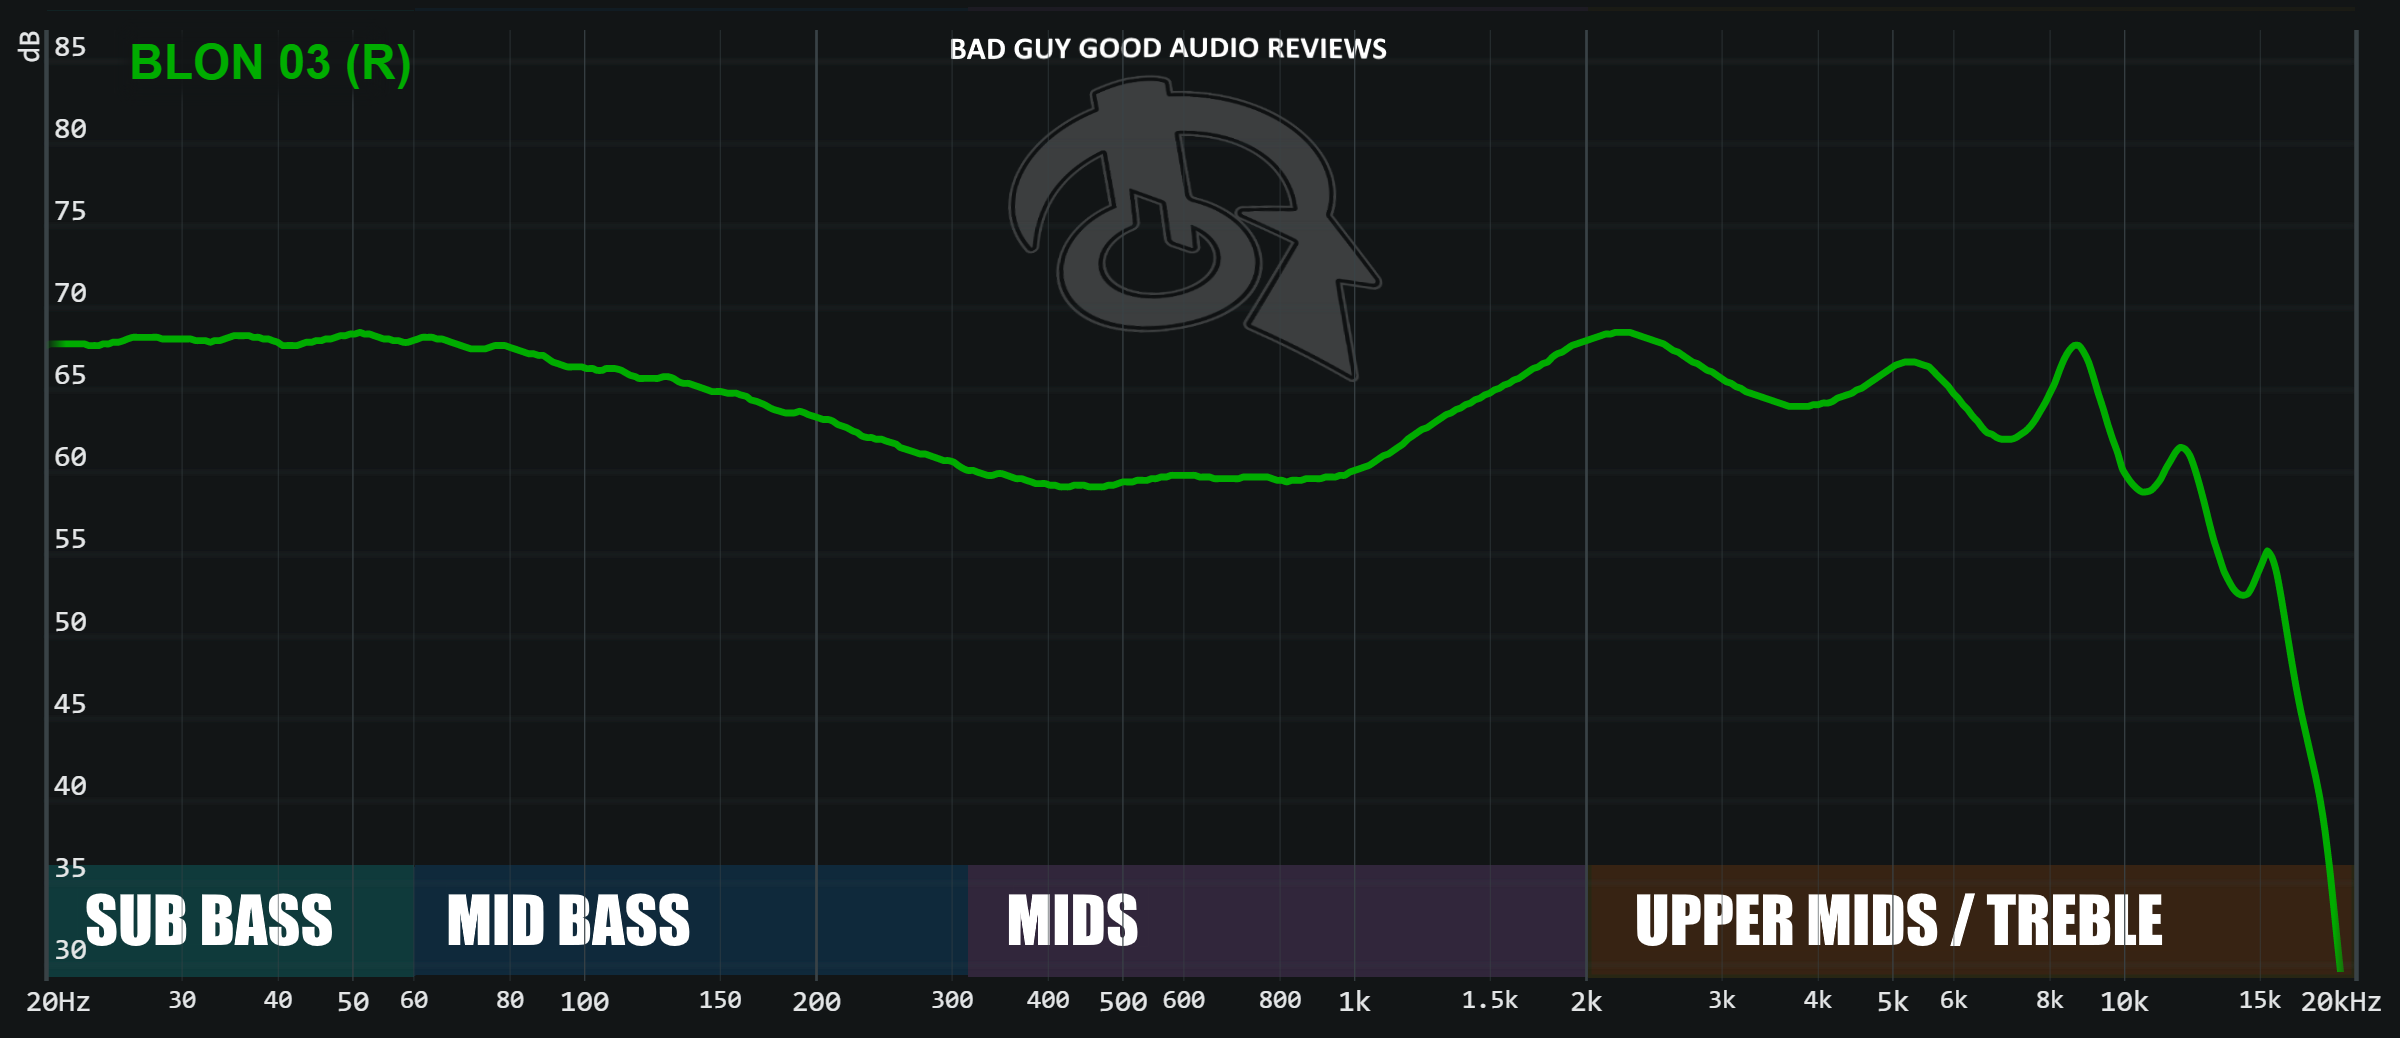 dB
85
BLON 03 (R)
BAD GUY GOOD AUDIO REVIEWS
80
75
70
65
60
55
50
45
40
35
SUB BASS MID BASS MIDS UPPER MIDS / TREBLE
30
20Hz 30 40 50 60 80 100 150 200 300 400 500 600 800 1k 1.5k 2k 3k 4k 5k 6k 8k 10k 15k 20kHz